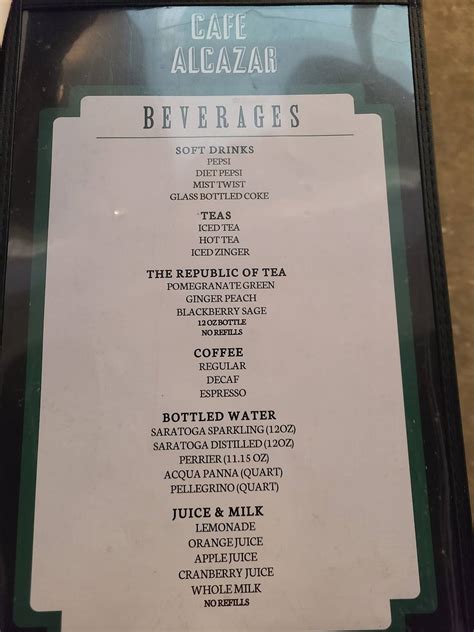 CAFE
ALCAZAR
BEVERAGES
SOFT DRINKS
PEPSI
DIET PEPSI
MIST TWIST
GLASS BOTTLED COKE
TEAS
ICED TEA
HOT TEA
ICED ZINGER
THE REPUBLIC OF TEA
POMEGRANATE GREEN
GINGER PEACH
BLACKBERRY SAGE
12 OZ BOTTLE
NO REFILLS
COFFEE
REGULAR
DECAF
ESPRESSO
BOTTLED WATER
SARATOGA SPARKLING (12OZ)
SARATOGA DISTILLED (12OZ)
PERRIER (11.15 OZ)
ACQUA PANNA (QUART)
PELLEGRINO (QUART)
JUICE & MILK
LEMONADE
ORANGE JUICE
APPLE JUICE
CRANBERRY JUICE
WHOLE MILK
NO REFILLS